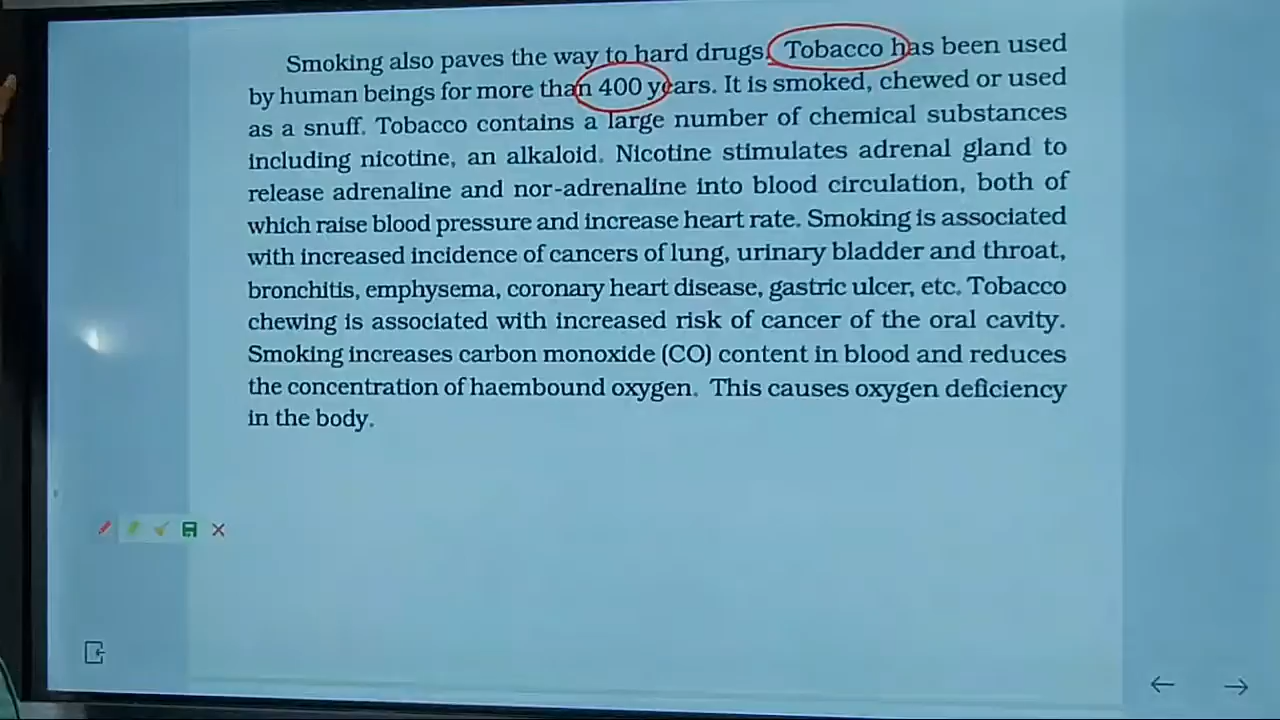 Smoking also paves the way to hard drugs. Tobacco has been used
by human beings for more than 400 years. It is smoked, chewed or used
as a snuff. Tobacco contains a large number of chemical substances
including nicotine, an alkaloid. Nicotine stimulates adrenal gland to
release adrenaline and nor-adrenaline into blood circulation, both of
which raise blood pressure and increase heart rate. Smoking is associated
with increased incidence of cancers of lung, urinary bladder and throat,
bronchitis, emphysema, coronary heart disease, gastric ulcer, etc. Tobacco
chewing is associated with increased risk of cancer of the oral cavity.
Smoking increases carbon monoxide (CO) content in blood and reduces
the concentration of haembound oxygen. This causes oxygen deficiency
in the body.